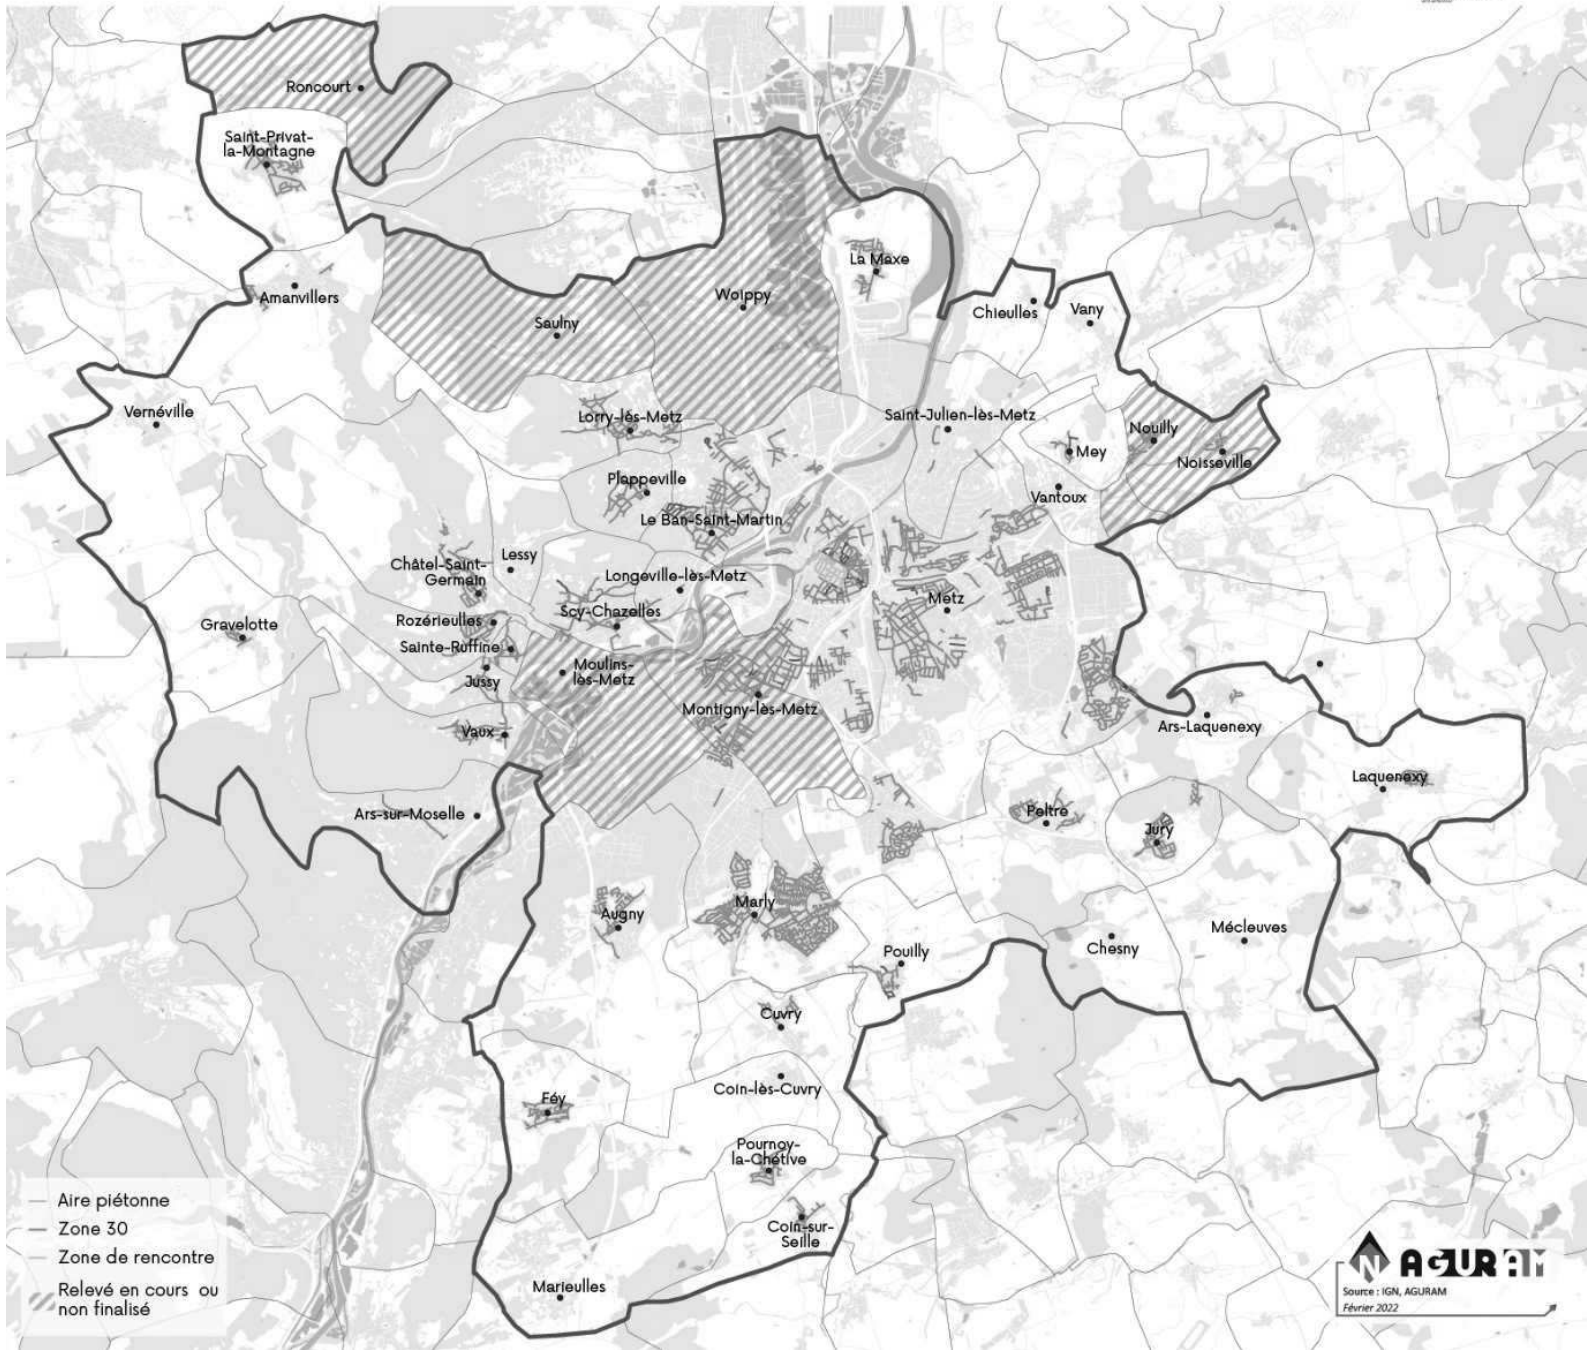 Roncourt
Saint-Privat-
la-Montagne
La Maxe
Amanvillers
Woippy
Chieulles
Vany
Saulny
Vernéville
Lorry-lès-Metz
Saint-Julien-lès-Metz
Nouilly
Mey
Noisseville
Plappeville
Vantoux
Le Ban-Saint-Martin
Lessy
Châtel-Saint-
Germain
Longeville-lès-Metz
Metz
Scy-Chazelles
Gravelotte
Rozérieulles
Sainte-Ruffine
Moulins-
lès-Metz
Jussy
Montigny-lès-Metz
Vaux
Ars-Laquenexy
Laquenexy
Ars-sur-Moselle
Peltre
Jury
Augny
Marly
Mécleuves
Pouilly
Chesny
Cuvry
Coin-lès-Cuvry
Féy
Pournoy-
la-Chétive
Coin-sur-
Seille
Marieulles
Aire piétonne
Zone 30
Zone de rencontre
Relevé en cours ou
non finalisé
N AGURAM
Source : IGN, AGURAM
Février 2022